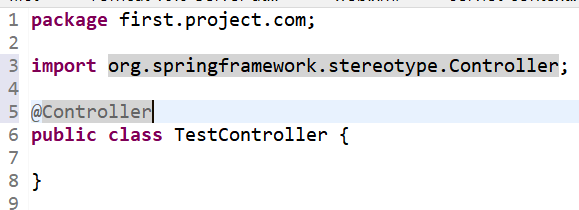 1 package first.project.com;
2
3 import org.springframework.stereotype.Controller;
4
5 @Controller
6 public class TestController {
7
8 }
9